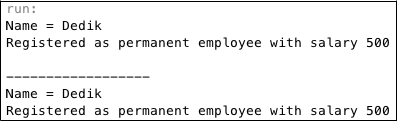 run:
Name = Dedik
Registered as permanent employee with salary 500
------------------
Name = Dedik
Registered as permanent employee with salary 500